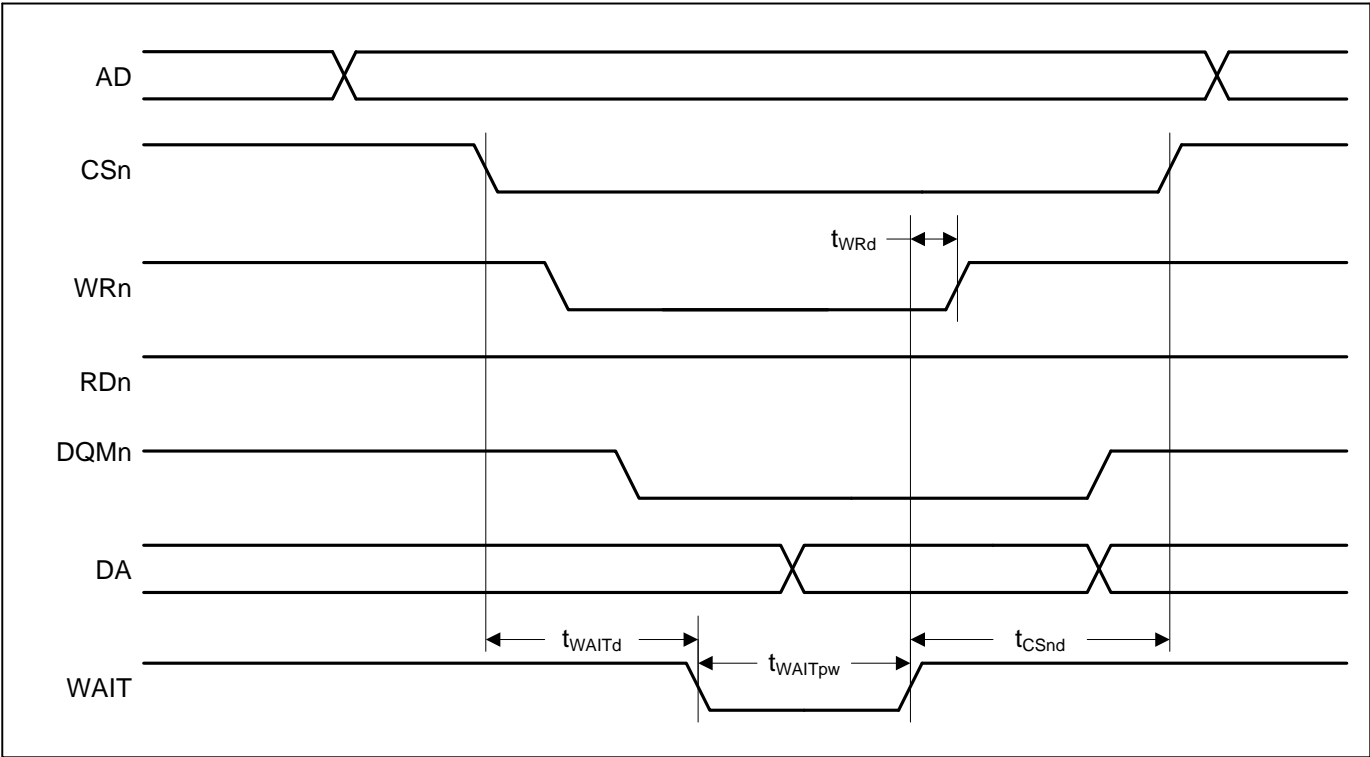 AD
CSn
tWRd
WRn
RDn
DQMn
DA
tWAITd
tWAITpw
tCSnd
WAIT